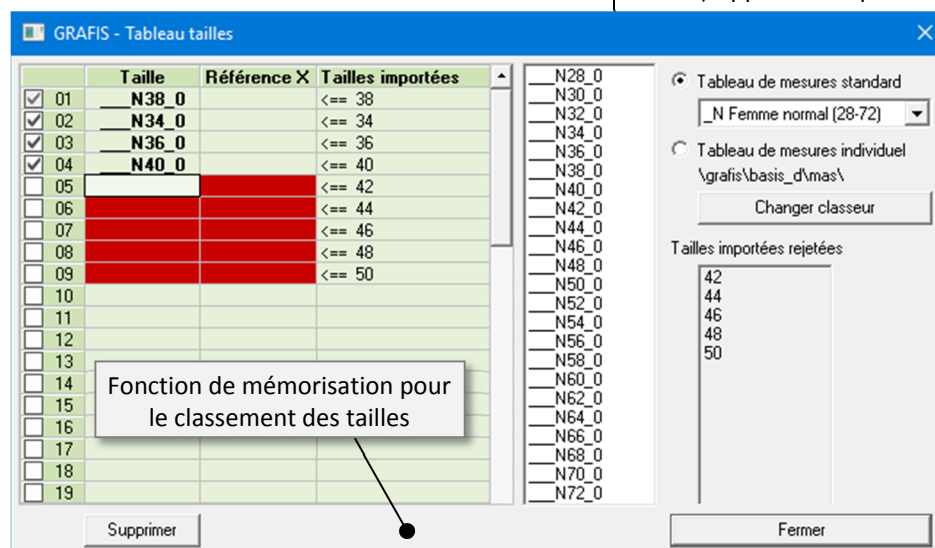 GRAFIS - Tableau tailles
Taille Référence X Tailles importées
01 ___N38_0 <== 38
02 ___N34_0 <== 34
03 ___N36_0 <== 36
04 ___N40_0 <== 40
05 <== 42
06 <== 44
07 <== 46
08 <== 48
09 <== 50
10
11
12
13
14
15
16
17
18
19
Fonction de mémorisation pour
le classement des tailles
Supprimer
___N28_0
___N30_0
___N32_0
___N34_0
___N36_0
___N38_0
___N40_0
___N42_0
___N44_0
___N46_0
___N48_0
___N50_0
___N52_0
___N54_0
___N56_0
___N58_0
___N60_0
___N62_0
___N64_0
___N66_0
___N68_0
___N70_0
___N72_0
Tableau de mesures standard
_N Femme normal (28-72)
Tableau de mesures individuel
\grafis\basis_d\mas\
Changer classeur
Tailles importées rejetées
42
44
46
48
50
Fermer